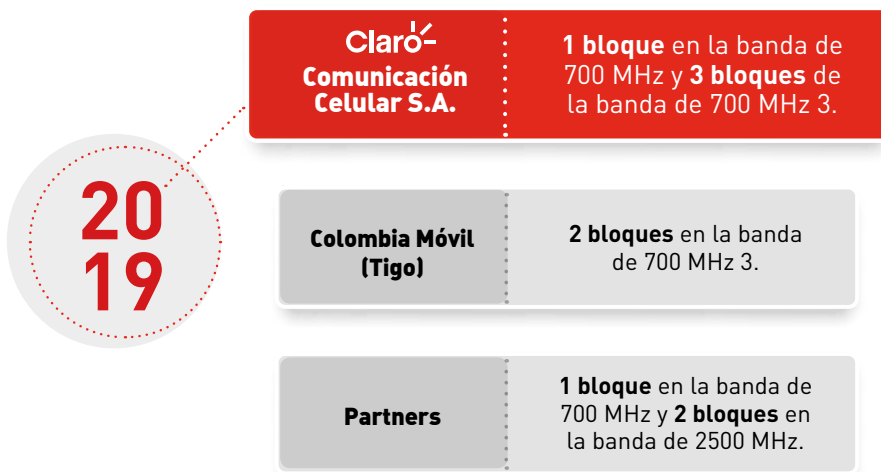 20
19
Claro
Comunicación
Celular S.A.
1 bloque en la banda de
700 MHz y 3 bloques de
la banda de 700 MHz 3.
Colombia Móvil
(Tigo)
2 bloques en la banda
de 700 MHz 3.
Partners
1 bloque en la banda de
700 MHz y 2 bloques en
la banda de 2500 MHz.